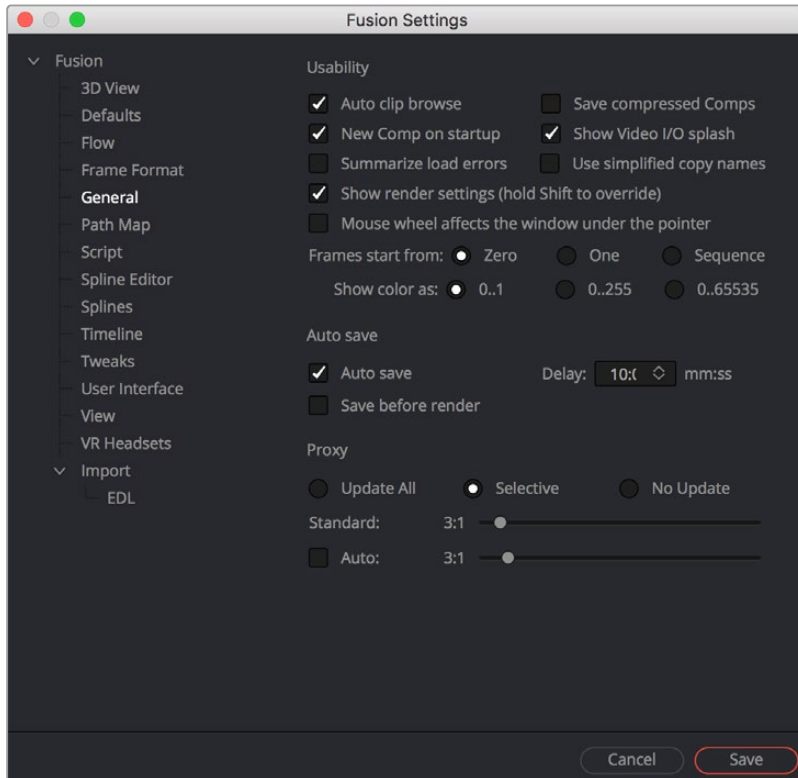 Fusion Settings
Fusion
3D View
Defaults
Flow
Frame Format
General
Path Map
Script
Spline Editor
Splines
Timeline
Tweaks
User Interface
View
VR Headsets
Import
EDL
Usability
Auto clip browse Save compressed Comps
New Comp on startup Show Video I/O splash
Summarize load errors Use simplified copy names
Show render settings (hold Shift to override)
Mouse wheel affects the window under the pointer
Frames start from: Zero One Sequence
Show color as: 0..1 0..255 0..65535
Auto save
Auto save Delay: 10:( mm:ss
Save before render
Proxy
Update All Selective No Update
Standard: 3:1
Auto: 3:1
Cancel Save